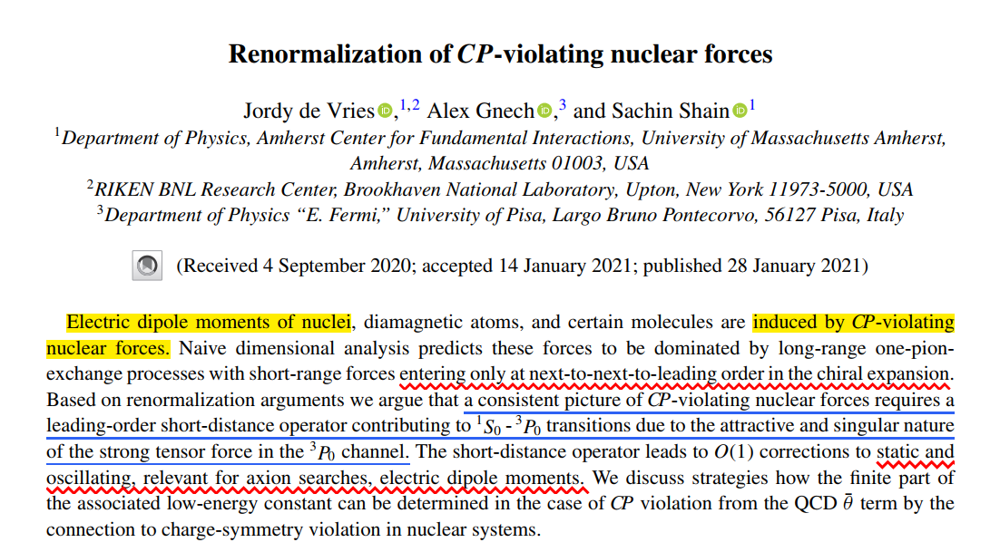 Renormalization of CP-violating nuclear forces
Jordy de Vries iD,1,2 Alex Gnech iD,3 and Sachin Shain iD 1
1Department of Physics, Amherst Center for Fundamental Interactions, University of Massachusetts Amherst,
Amherst, Massachusetts 01003, USA
2RIKEN BNL Research Center, Brookhaven National Laboratory, Upton, New York 11973-5000, USA
3Department of Physics “E. Fermi,” University of Pisa, Largo Bruno Pontecorvo, 56127 Pisa, Italy
(Received 4 September 2020; accepted 14 January 2021; published 28 January 2021)
Electric dipole moments of nuclei, diamagnetic atoms, and certain molecules are induced by CP-violating
nuclear forces. Naive dimensional analysis predicts these forces to be dominated by long-range one-pion-
exchange processes with short-range forces entering only at next-to-next-to-leading order in the chiral expansion.
Based on renormalization arguments we argue that a consistent picture of CP-violating nuclear forces requires a
leading-order short-distance operator contributing to ¹S₀-³P₀ transitions due to the attractive and singular nature
of the strong tensor force in the ³P₀ channel. The short-distance operator leads to O(1) corrections to static and
oscillating, relevant for axion searches, electric dipole moments. We discuss strategies how the finite part of
the associated low-energy constant can be determined in the case of CP violation from the QCD θ̄ term by the
connection to charge-symmetry violation in nuclear systems.